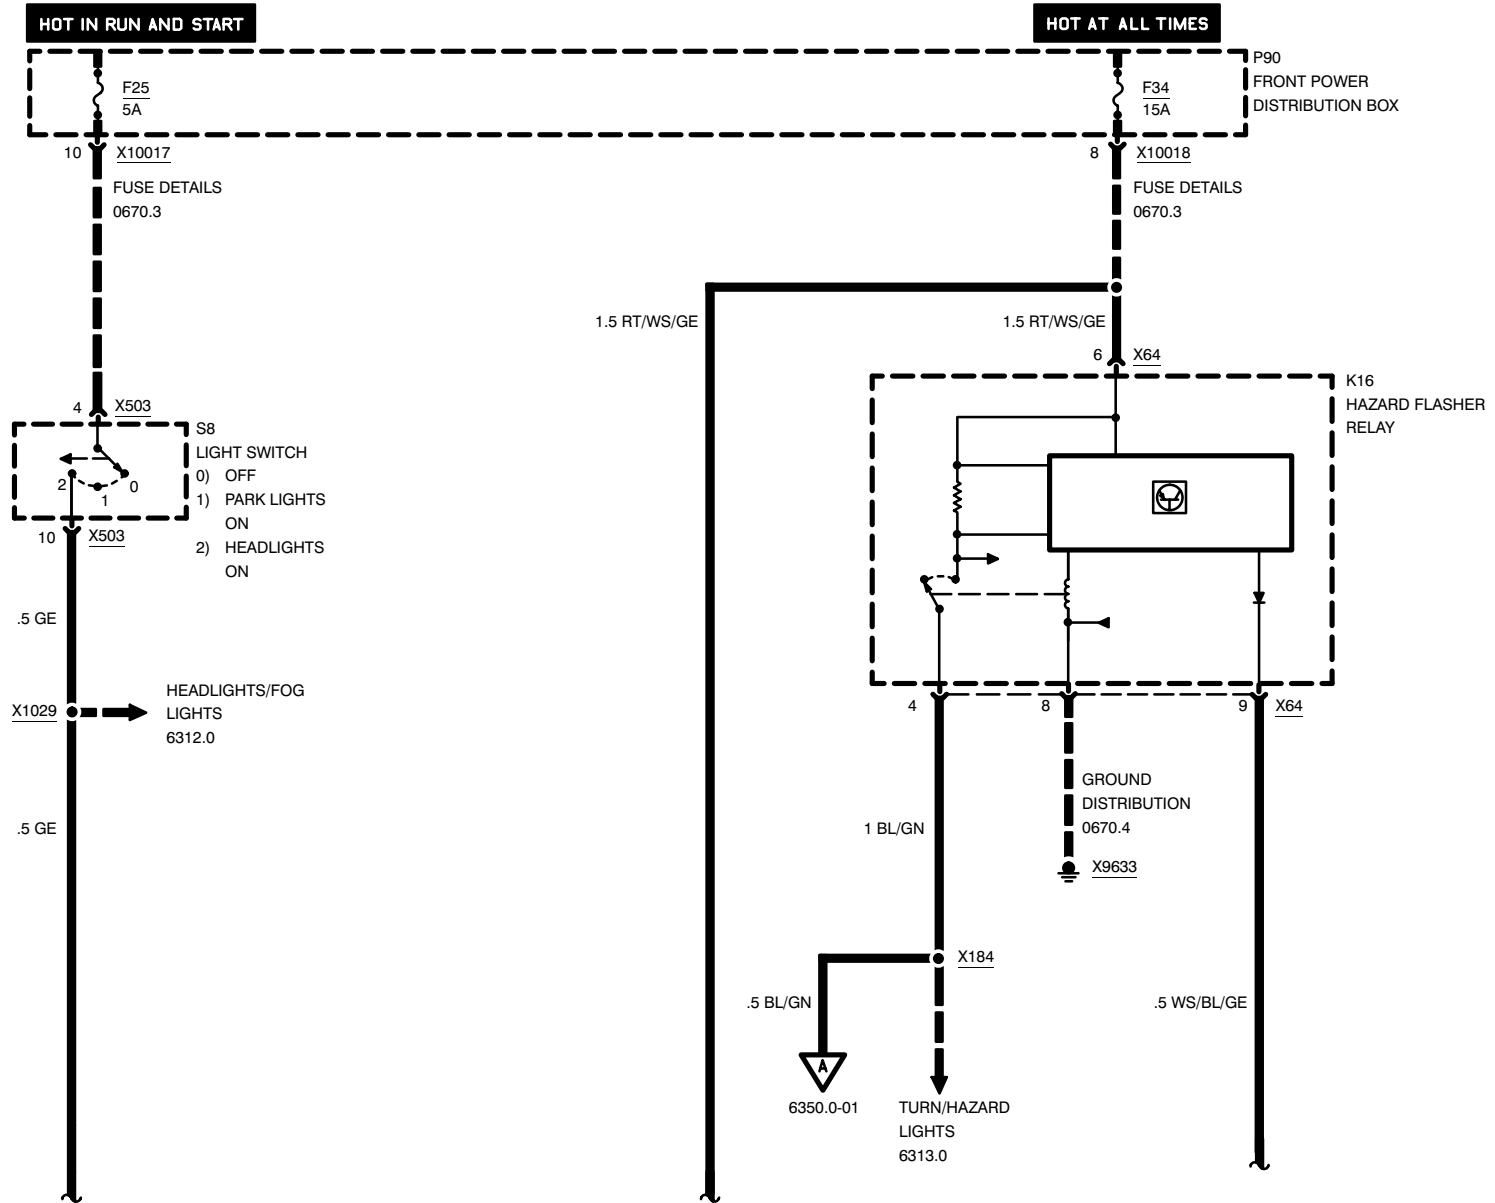 HOT IN RUN AND START
HOT AT ALL TIMES
P90
FRONT POWER
DISTRIBUTION BOX
F25
5A
F34
15A
10
X10017
8
X10018
FUSE DETAILS
0670.3
FUSE DETAILS
0670.3
1.5 RT/WS/GE
1.5 RT/WS/GE
6
X64
K16
HAZARD FLASHER
RELAY
4
X503
S8
LIGHT SWITCH
0) OFF
1) PARK LIGHTS
ON
2) HEADLIGHTS
ON
2
1
0
10
X503
.5 GE
HEADLIGHTS/FOG
LIGHTS
6312.0
X1029
.5 GE
4
8
9
X64
GROUND
DISTRIBUTION
0670.4
1 BL/GN
X9633
X184
.5 BL/GN
.5 WS/BL/GE
A
6350.0-01
TURN/HAZARD
LIGHTS
6313.0